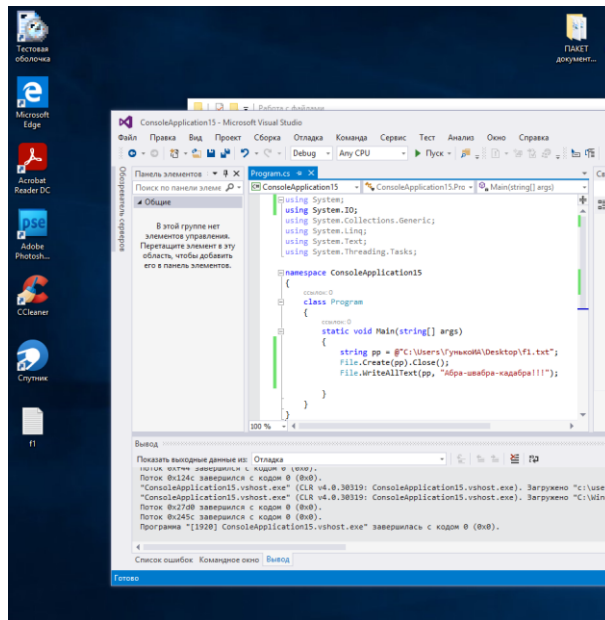 Тестовая
оболочка
ПАКЕТ
документ...
Microsoft
Edge
Acrobat
Reader DC
Adobe
Photosh...
CCleaner
Спутник
f1
Работа с файлами
ConsoleApplication15 - Microsoft Visual Studio
Файл Правка Вид Проект Сборка Отладка Команда Сервис Тест Анализ Окно Справка
Debug Any CPU Пуск
Обозреватель серверов
Панель элементов
Поиск по панели элеме
Общие
В этой группе нет
элементов управления.
Перетащите элемент в эту
область, чтобы добавить
его в панель элементов.
Program.cs
ConsoleApplication15 ConsoleApplication15.Pro Main(string[] args)
using System;
using System.IO;
using System.Collections.Generic;
using System.Linq;
using System.Text;
using System.Threading.Tasks;
namespace ConsoleApplication15
{
ссылок: 0
class Program
{
ссылок: 0
static void Main(string[] args)
{
string pp = @"C:\Users\ГунькоИА\Desktop\f1.txt";
File.Create(pp).Close();
File.WriteAllText(pp, "Абра-швабра-кадабра!!!");
}
}
}
100 %
Вывод
Показать выходные данные из: Отладка
Поток 0xf44 завершился с кодом 0 (0x0).
Поток 0x124c завершился с кодом 0 (0x0).
"ConsoleApplication15.vshost.exe" (CLR v4.0.30319: ConsoleApplication15.vshost.exe). Загружено "c:\use
"ConsoleApplication15.vshost.exe" (CLR v4.0.30319: ConsoleApplication15.vshost.exe). Загружено "C:\Win
Поток 0x27d0 завершился с кодом 0 (0x0).
Поток 0x245c завершился с кодом 0 (0x0).
Программа "[1920] ConsoleApplication15.vshost.exe" завершилась с кодом 0 (0x0).
Список ошибок Командное окно Вывод
Готово